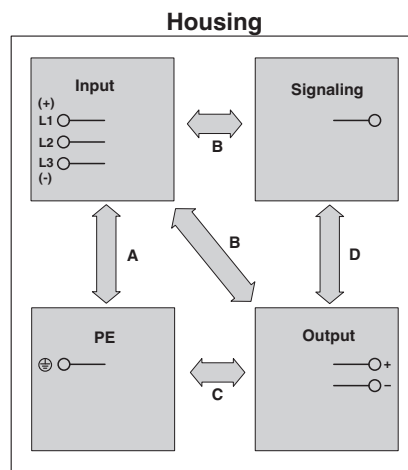 Housing
Input
(+)
L1
L2
L3
(-)
Signaling
B
A
B
D
PE
C
Output
+
–